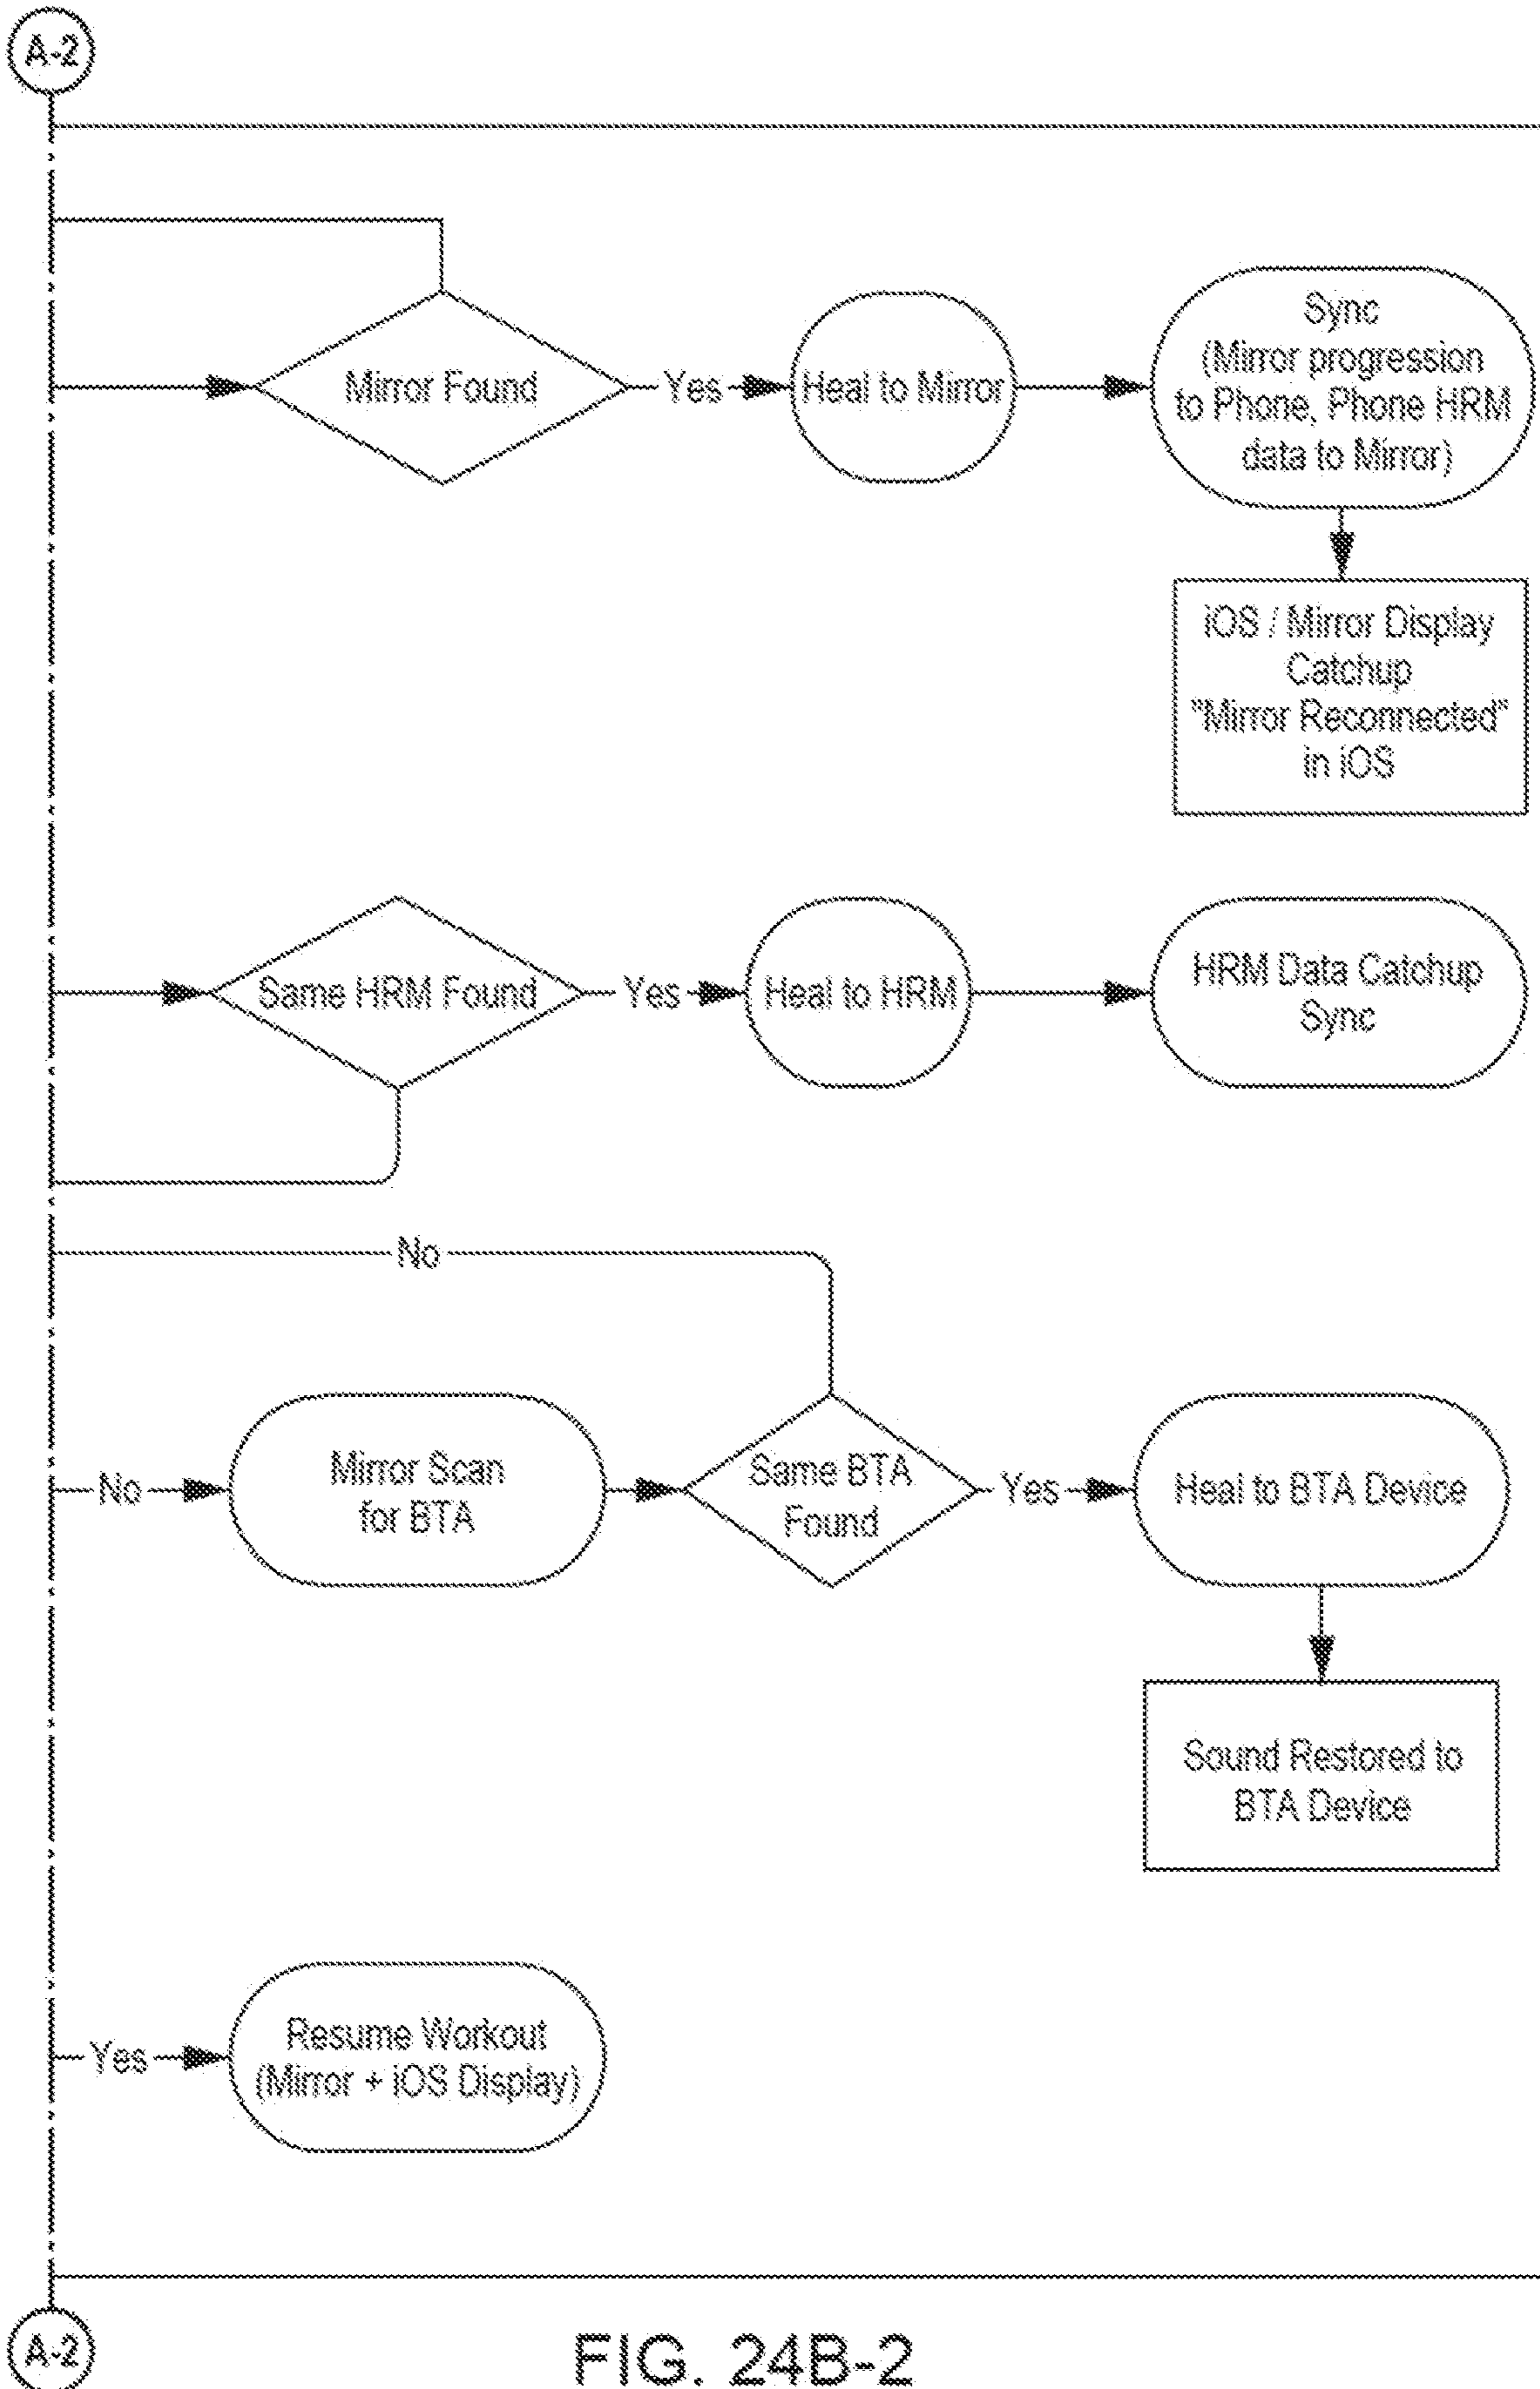 A-2
Mirror Found
Yes
Heal to Mirror
Sync
(Mirror progression
to Phone, Phone HRM
data to Mirror)
iOS / Mirror Display
Catchup
"Mirror Reconnected"
in iOS
Same HRM Found
Yes
Heal to HRM
HRM Data Catchup
Sync
No
No
Mirror Scan
for BTA
Same BTA
Found
Yes
Heal to BTA Device
Sound Restored to
BTA Device
Yes
Resume Workout
(Mirror + iOS Display)
A-2
FIG. 24B-2